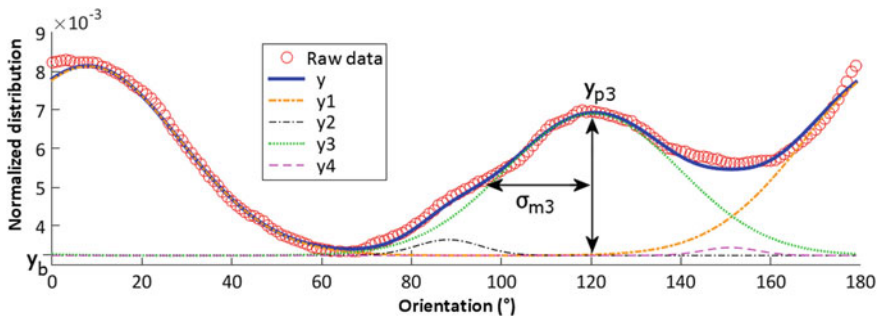 ×10⁻³
Normalized distribution
9
8
7
6
5
4
y_b
Raw data
y
y1
y2
y3
y4
y_p3
σ_m3
0 20 40 60 80 100 120 140 160 180
Orientation (°)